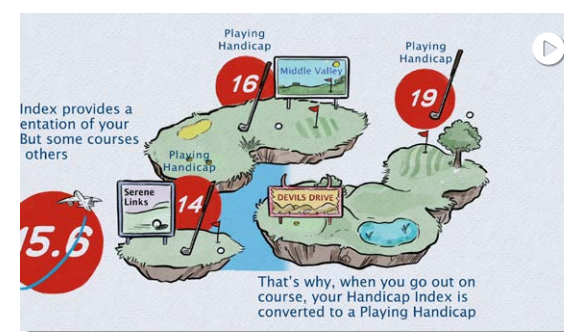 Playing
Handicap
16
Middle Valley
Playing
Handicap
19
Index provides a
entation of your
But some courses
others
Playing
Handicap
14
Serene
Links
DEVILS DRIVE
15.6
That's why, when you go out on
course, your Handicap Index is
converted to a Playing Handicap